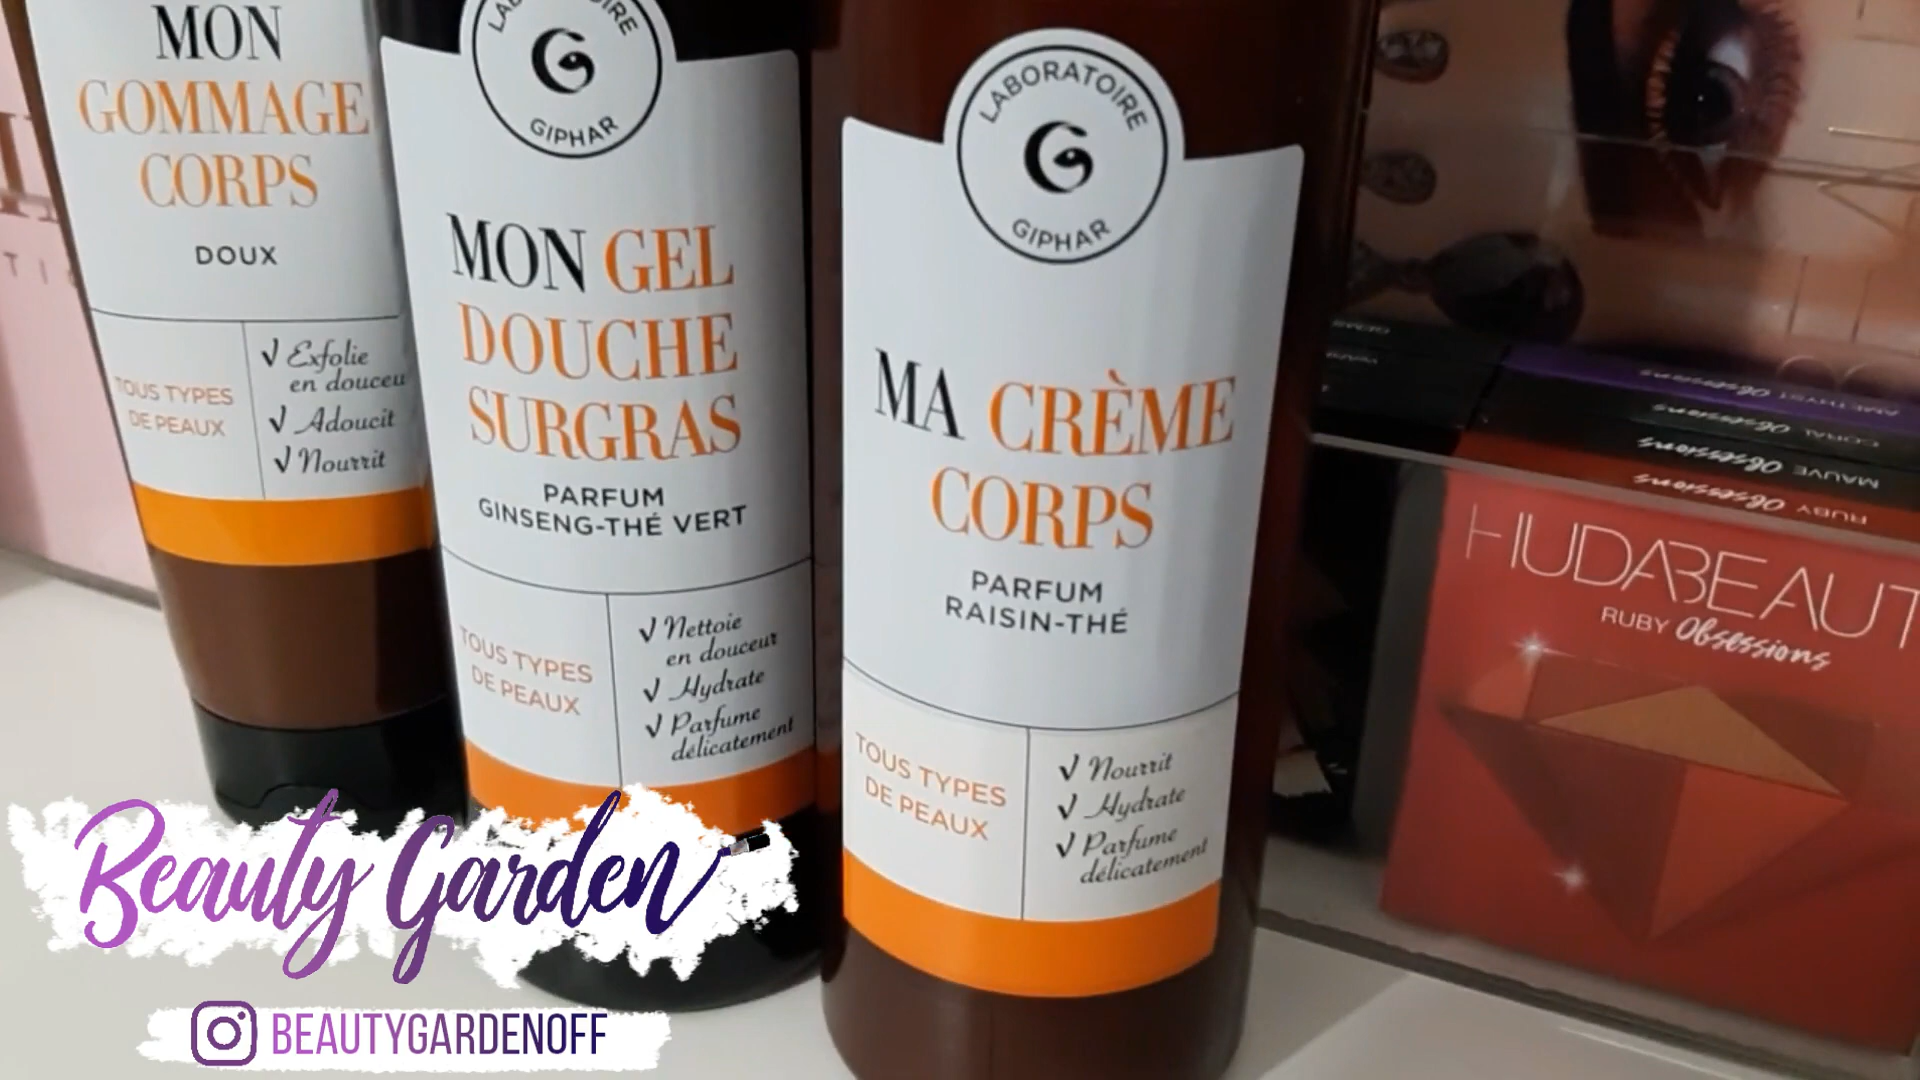 MON
GOMMAGE
CORPS
DOUX
TOUS TYPES
DE PEAUX
√ Exfolie
en douceu
√ Adoucit
√ Nourrit
LABORATOIRE
GIPHAR
MON GEL
DOUCHE
SURGRAS
PARFUM
GINSENG-THÉ VERT
TOUS TYPES
DE PEAUX
√ Nettoie
en douceur
√ Hydrate
√ Parfume
délicatement
LABORATOIRE
GIPHAR
MA CRÈME
CORPS
PARFUM
RAISIN-THÉ
TOUS TYPES
DE PEAUX
√ Nourrit
√ Hydrate
√ Parfume
délicatement
AMETHYST Obsessions
CORAL Obsessions
MAUVE Obsessions
RUBY Obsessions
HUDABEAUT
RUBY Obsessions
Beauty Garden
BEAUTYGARDENOFF